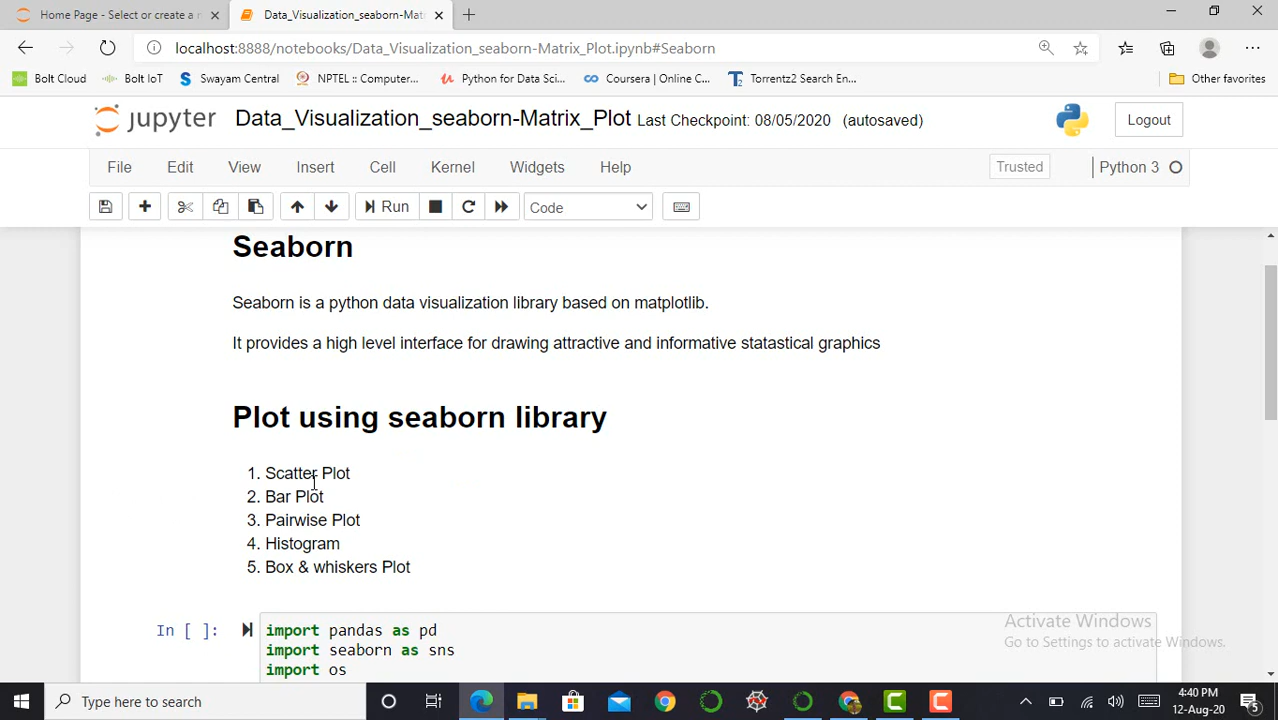 Home Page - Select or create a n
Data_Visualization_seaborn-Matri
localhost:8888/notebooks/Data_Visualization_seaborn-Matrix_Plot.ipynb#Seaborn
Bolt Cloud
Bolt IoT
Swayam Central
NPTEL :: Computer...
Python for Data Sci...
Coursera | Online C...
Torrentz2 Search En...
Other favorites
jupyter
Data_Visualization_seaborn-Matrix_Plot Last Checkpoint: 08/05/2020 (autosaved)
Logout
File Edit View Insert Cell Kernel Widgets Help
Trusted
Python 3
Run
Code
Seaborn
Seaborn is a python data visualization library based on matplotlib.
It provides a high level interface for drawing attractive and informative statastical graphics
Plot using seaborn library
1. Scatter Plot
2. Bar Plot
3. Pairwise Plot
4. Histogram
5. Box & whiskers Plot
In [ ]:
import pandas as pd
import seaborn as sns
import os
Activate Windows
Go to Settings to activate Windows.
Type here to search
4:40 PM
12-Aug-20
5